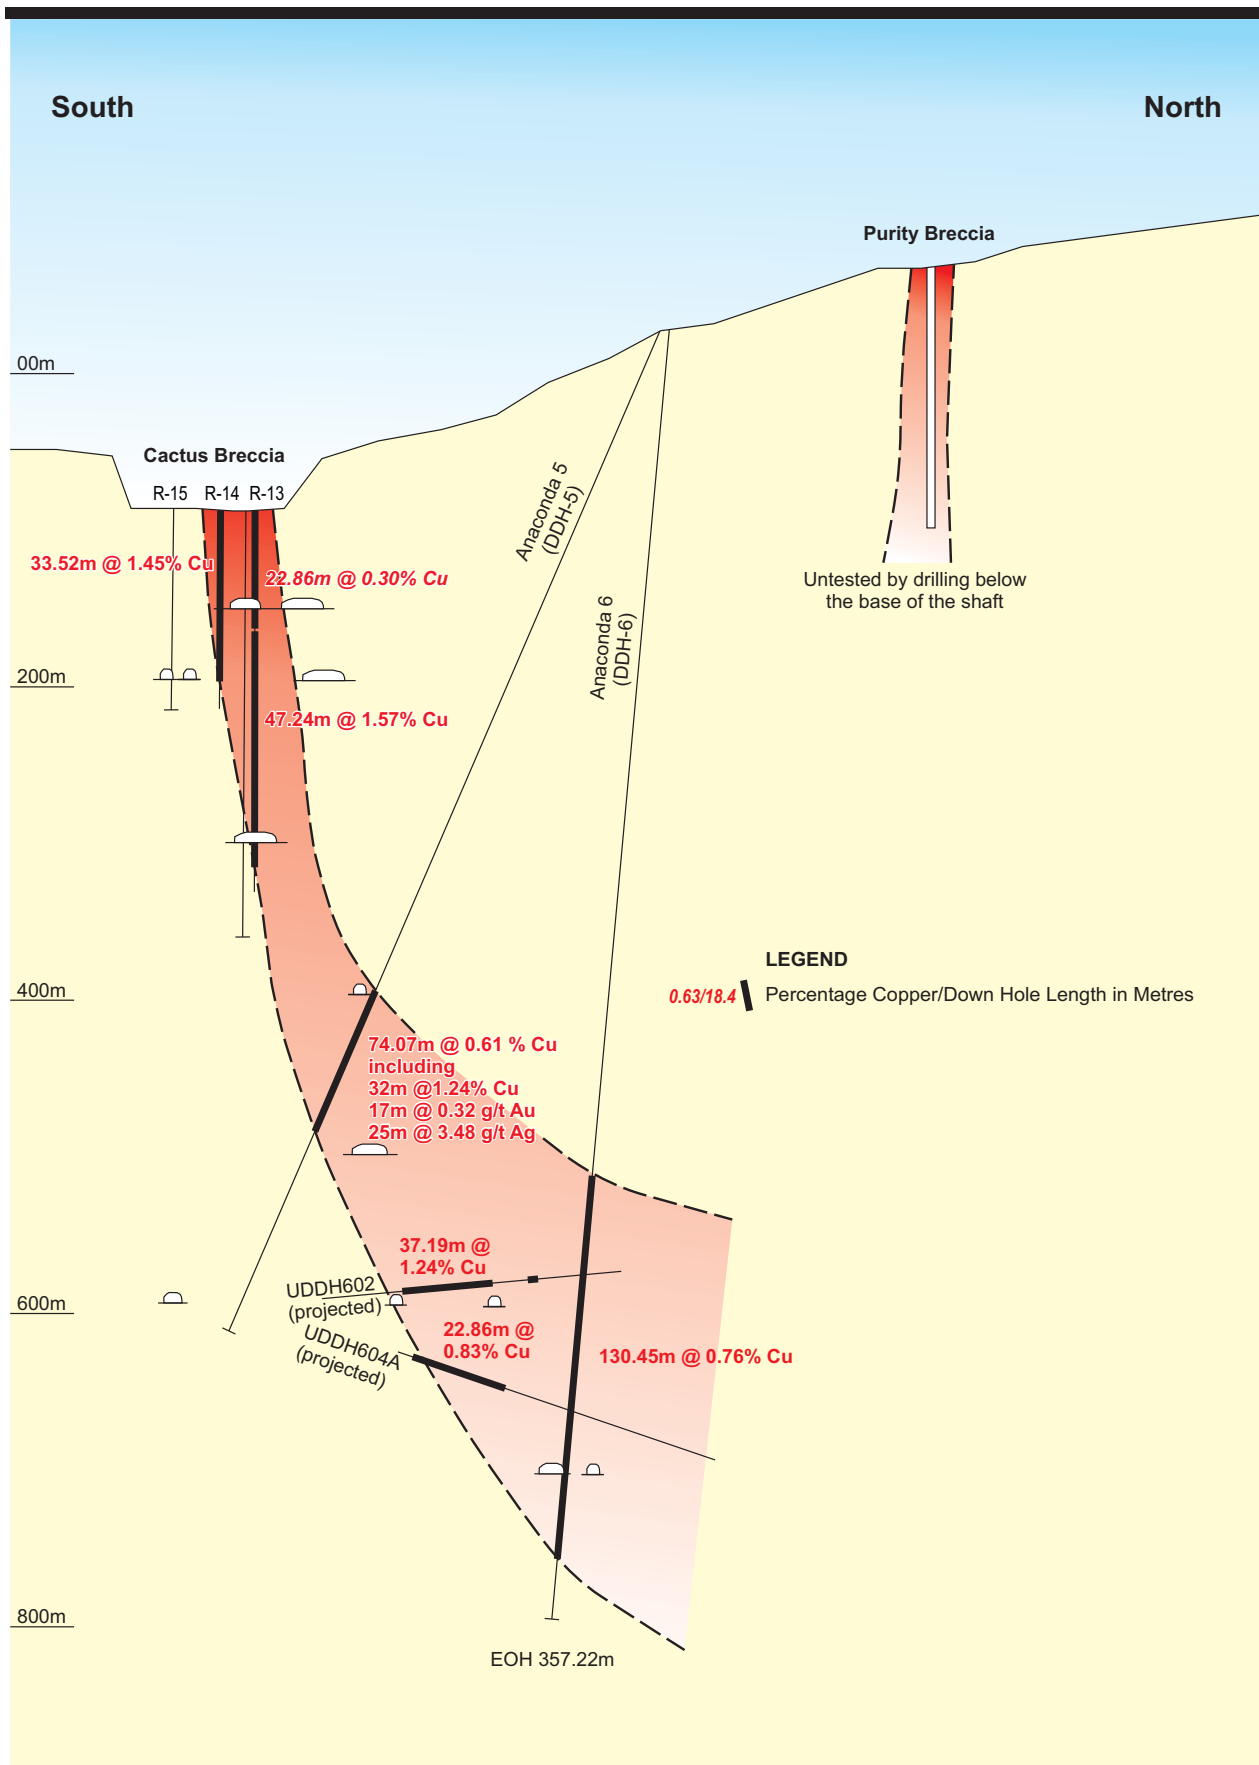 South
North
Purity Breccia
00m
Cactus Breccia
R-15 R-14 R-13
Anaconda 5
(DDH-5)
33.52m @ 1.45% Cu
22.86m @ 0.30% Cu
Untested by drilling below
the base of the shaft
Anaconda 6
(DDH-6)
200m
47.24m @ 1.57% Cu
LEGEND
0.63/18.4 Percentage Copper/Down Hole Length in Metres
400m
74.07m @ 0.61 % Cu
including
32m @1.24% Cu
17m @ 0.32 g/t Au
25m @ 3.48 g/t Ag
37.19m @
1.24% Cu
UDDH602
(projected)
600m
22.86m @
0.83% Cu
UDDH604A
(projected)
130.45m @ 0.76% Cu
800m
EOH 357.22m